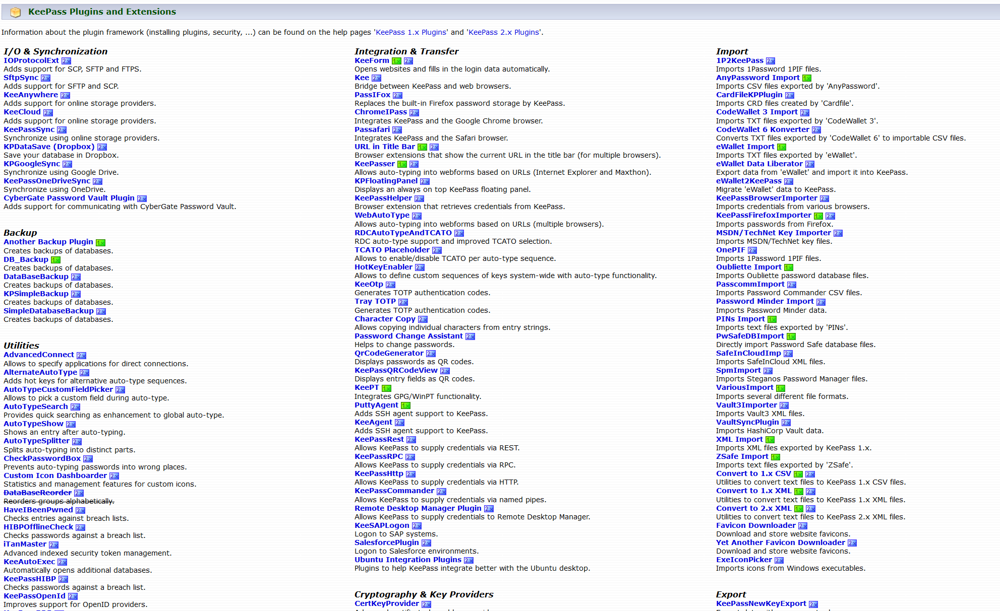 KeePass Plugins and Extensions
Information about the plugin framework (installing plugins, security, ...) can be found on the help pages 'KeePass 1.x Plugins' and 'KeePass 2.x Plugins'.
I/O & Synchronization
IOProtocolExt 2.x
Adds support for SCP, SFTP and FTPS.
SftpSync 2.x
Adds support for SFTP and SCP.
KeeAnywhere 2.x
Adds support for online storage providers.
KeeCloud 2.x
Adds support for online storage providers.
KeePassSync 2.x
Synchronize using online storage providers.
KPDataSave (Dropbox) 2.x
Save your database in Dropbox.
KPGoogleSync 2.x
Synchronize using Google Drive.
KeePassOneDriveSync 2.x
Synchronize using OneDrive.
CyberGate Password Vault Plugin 2.x
Adds support for communicating with CyberGate Password Vault.
Backup
Another Backup Plugin 1.x
Creates backups of databases.
DB_Backup 1.x
Creates backups of databases.
DataBaseBackup 2.x
Creates backups of databases.
KPSimpleBackup 2.x
Creates backups of databases.
SimpleDatabaseBackup 2.x
Creates backups of databases.
Utilities
AdvancedConnect 2.x
Allows to specify applications for direct connections.
AlternateAutoType 2.x
Adds hot keys for alternative auto-type sequences.
AutoTypeCustomFieldPicker 2.x
Allows to pick a custom field during auto-type.
AutoTypeSearch 2.x
Provides quick searching as enhancement to global auto-type.
AutoTypeShow 2.x
Shows an entry after auto-typing.
AutoTypeSplitter 2.x
Splits auto-typing into distinct parts.
CheckPasswordBox 2.x
Prevents auto-typing passwords into wrong places.
Custom Icon Dashboarder 2.x
Statistics and management features for custom icons.
DataBaseReorder 2.x
Reorders groups alphabetically.
HaveIBeenPwned 2.x
Checks entries against breach lists.
HIBPOfflineCheck 2.x
Checks passwords against a breach list.
iTanMaster 2.x
Advanced indexed security token management.
KeeAutoExec 2.x
Automatically opens additional databases.
KeePassHIBP 2.x
Checks passwords against a breach list.
KeePassOpenId 2.x
Improves support for OpenID providers.
Integration & Transfer
KeeForm 1.x 2.x
Opens websites and fills in the login data automatically.
Kee 2.x
Bridge between KeePass and web browsers.
PassIFox 2.x
Replaces the built-in Firefox password storage by KeePass.
ChromeIPass 2.x
Integrates KeePass and the Google Chrome browser.
Passafari 2.x
Integrates KeePass and the Safari browser.
URL in Title Bar 1.x 2.x
Browser extensions that show the current URL in the title bar (for multiple browsers).
KeePasser 1.x 2.x
Allows auto-typing into webforms based on URLs (Internet Explorer and Maxthon).
KPFloatingPanel 2.x
Displays an always on top KeePass floating panel.
KeePassHelper 2.x
Browser extension that retrieves credentials from KeePass.
WebAutoType 2.x
Allows auto-typing into webforms based on URLs (multiple browsers).
RDCAutoTypeAndTCATO 2.x
RDC auto-type support and improved TCATO selection.
TCATO Placeholder 2.x
Allows to enable/disable TCATO per auto-type sequence.
HotKeyEnabler 2.x
Allows to define custom sequences of keys system-wide with auto-type functionality.
KeeOtp 2.x
Generates TOTP authentication codes.
Tray TOTP 2.x
Generates TOTP authentication codes.
Character Copy 2.x
Allows copying individual characters from entry strings.
Password Change Assistant 2.x
Helps to change passwords.
QrCodeGenerator 2.x
Displays passwords as QR codes.
KeePassQRCodeView 2.x
Displays entry fields as QR codes.
KeePT 1.x
Integrates GPG/WinPT functionality.
PuttyAgent 1.x
Adds SSH agent support to KeePass.
KeeAgent 2.x
Adds SSH agent support to KeePass.
KeePassRest 2.x
Allows KeePass to supply credentials via REST.
KeePassRPC 2.x
Allows KeePass to supply credentials via RPC.
KeePassHttp 2.x
Allows KeePass to supply credentials via HTTP.
KeePassCommander 2.x
Allows KeePass to supply credentials via named pipes.
Remote Desktop Manager Plugin 2.x
Allows KeePass to supply credentials to Remote Desktop Manager.
KeeSAPLogon 2.x
Logon to SAP systems.
SalesforcePlugin 2.x
Logon to Salesforce environments.
Ubuntu Integration Plugins 2.x
Plugins to help KeePass integrate better with the Ubuntu desktop.
Cryptography & Key Providers
CertKeyProvider 2.x
Import
1P2KeePass 2.x
Imports 1Password 1PIF files.
AnyPassword Import 1.x
Imports CSV files exported by 'AnyPassword'.
CardFileKPPlugin 2.x
Imports CRD files created by 'Cardfile'.
CodeWallet 3 Import 2.x
Imports TXT files exported by 'CodeWallet 3'.
CodeWallet 6 Konverter 2.x
Converts TXT files exported by 'CodeWallet 6' to importable CSV files.
eWallet Import 1.x
Imports TXT files exported by 'eWallet'.
eWallet Data Liberator 2.x
Export data from 'eWallet' and import it into KeePass.
eWallet2KeePass 2.x
Migrate 'eWallet' data to KeePass.
KeePassBrowserImporter 2.x
Imports credentials from various browsers.
KeePassFirefoxImporter 1.x 2.x
Imports passwords from Firefox.
MSDN/TechNet Key Importer 2.x
Imports MSDN/TechNet key files.
OnePIF 2.x
Imports 1Password 1PIF files.
Oubliette Import 1.x
Imports Oubliette password database files.
PasscommImport 2.x
Imports Password Commander CSV files.
Password Minder Import 2.x
Imports Password Minder data.
PINs Import 1.x
Imports text files exported by 'PINs'.
PwSafeDBImport 1.x
Directly import Password Safe database files.
SafeInCloudImp 2.x
Imports SafeInCloud XML files.
SpmImport 2.x
Imports Steganos Password Manager files.
VariousImport 1.x
Imports several different file formats.
Vault3Importer 2.x
Imports Vault3 XML files.
VaultSyncPlugin 2.x
Imports HashiCorp Vault data.
XML Import 1.x
Imports XML files exported by KeePass 1.x.
ZSafe Import 1.x
Imports text files exported by 'ZSafe'.
Convert to 1.x CSV 1.x 2.x
Utilities to convert text files to KeePass 1.x CSV files.
Convert to 1.x XML 1.x 2.x
Utilities to convert text files to KeePass 1.x XML files.
Convert to 2.x XML 1.x 2.x
Utilities to convert text files to KeePass 2.x XML files.
Favicon Downloader 2.x
Download and store website favicons.
Yet Another Favicon Downloader 2.x
Download and store website favicons.
ExeIconPicker 2.x
Imports icons from Windows executables.
Export
KeePassNewKeyExport 2.x